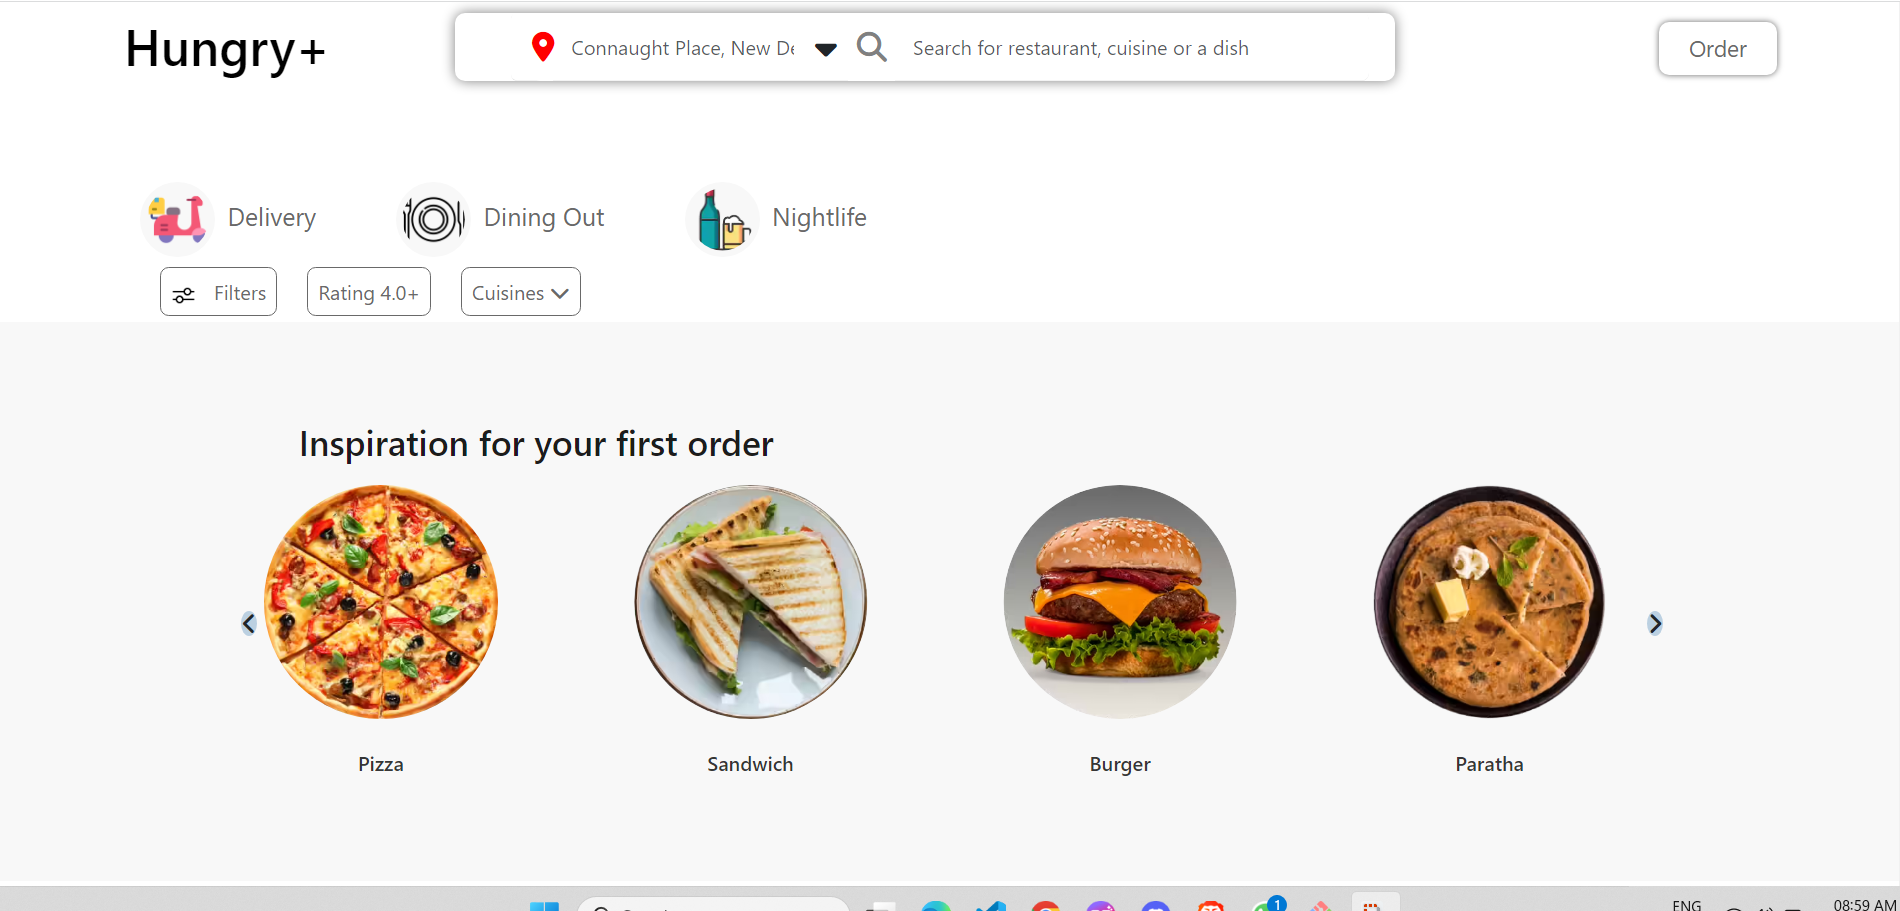 Hungry+
Connaught Place, New De
Search for restaurant, cuisine or a dish
Order
Delivery
Dining Out
Nightlife
Filters
Rating 4.0+
Cuisines
Inspiration for your first order
Pizza
Sandwich
Burger
Paratha
1
ENG
08:59 AM